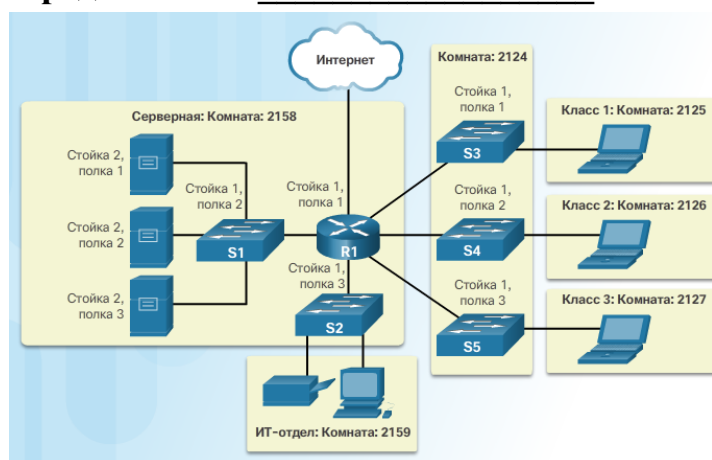 Интернет
Комната: 2124
Стойка 1,
полка 1
S3
Класс 1: Комната: 2125
Серверная: Комната: 2158
Стойка 2,
полка 1
Стойка 1,
полка 2
Стойка 1,
полка 1
Стойка 1,
полка 2
S4
Класс 2: Комната: 2126
Стойка 2,
полка 2
S1
R1
Стойка 1,
полка 3
Стойка 2,
полка 3
S2
Стойка 1,
полка 3
S5
Класс 3: Комната: 2127
ИТ-отдел: Комната: 2159